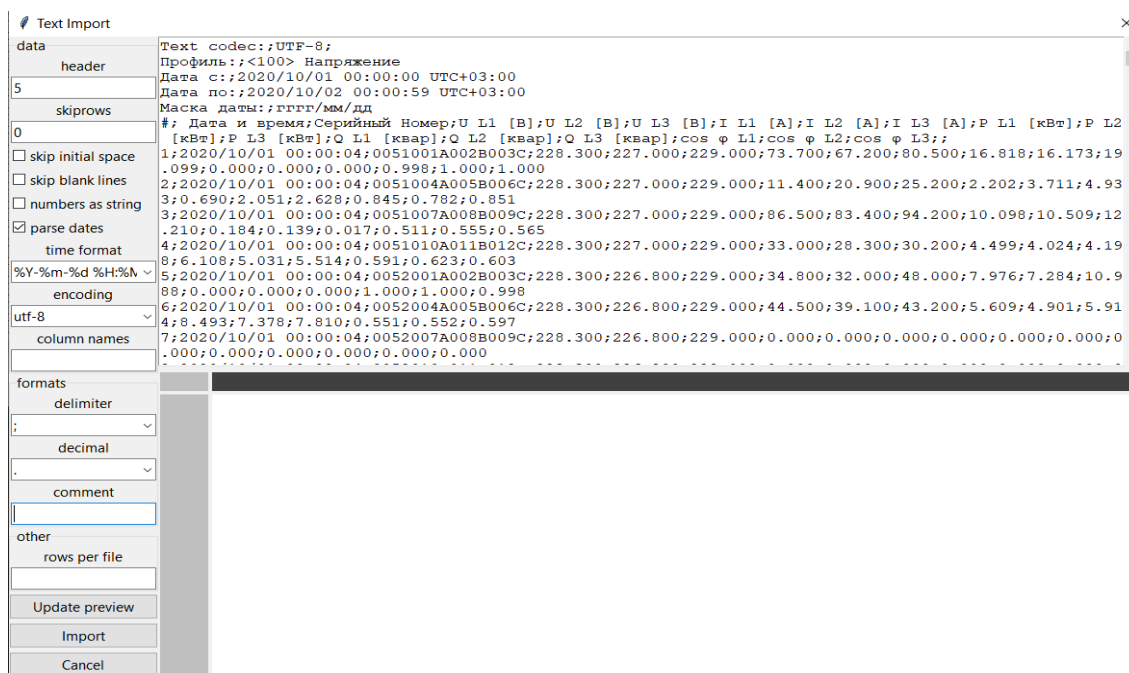 Text Import
data
header
5
skiprows
0
skip initial space
skip blank lines
numbers as string
parse dates
time format
%Y-%m-%d %H:%M
encoding
utf-8
column names
formats
delimiter
;
decimal
.
comment
other
rows per file
Update preview
Import
Cancel
Text codec:;UTF-8;
Профиль:;<100> Напряжение
Дата с:;2020/10/01 00:00:00 UTC+03:00
Дата по:;2020/10/02 00:00:59 UTC+03:00
Маска даты:;гггг/мм/дд
#; Дата и время;Серийный Номер;U L1 [В];U L2 [В];U L3 [В];I L1 [А];I L2 [А];I L3 [А];P L1 [кВт];P L2
[кВт];P L3 [кВт];Q L1 [квар];Q L2 [квар];Q L3 [квар];cos φ L1;cos φ L2;cos φ L3;;
1;2020/10/01 00:00:04;0051001A002B003C;228.300;227.000;229.000;73.700;67.200;80.500;16.818;16.173;19
.099;0.000;0.000;0.000;0.998;1.000;1.000
2;2020/10/01 00:00:04;0051004A005B006C;228.300;227.000;229.000;11.400;20.900;25.200;2.202;3.711;4.93
3;0.690;2.051;2.628;0.845;0.782;0.851
3;2020/10/01 00:00:04;0051007A008B009C;228.300;227.000;229.000;86.500;83.400;94.200;10.098;10.509;12
.210;0.184;0.139;0.017;0.511;0.555;0.565
4;2020/10/01 00:00:04;0051010A011B012C;228.300;227.000;229.000;33.000;28.300;30.200;4.499;4.024;4.19
8;6.108;5.031;5.514;0.591;0.623;0.603
5;2020/10/01 00:00:04;0052001A002B003C;228.300;226.800;229.000;34.800;32.000;48.000;7.976;7.284;10.9
88;0.000;0.000;0.000;1.000;1.000;0.998
6;2020/10/01 00:00:04;0052004A005B006C;228.300;226.800;229.000;44.500;39.100;43.200;5.609;4.901;5.91
4;8.493;7.378;7.810;0.551;0.552;0.597
7;2020/10/01 00:00:04;0052007A008B009C;228.300;226.800;229.000;0.000;0.000;0.000;0.000;0.000;0.000;0
.000;0.000;0.000;0.000;0.000;0.000